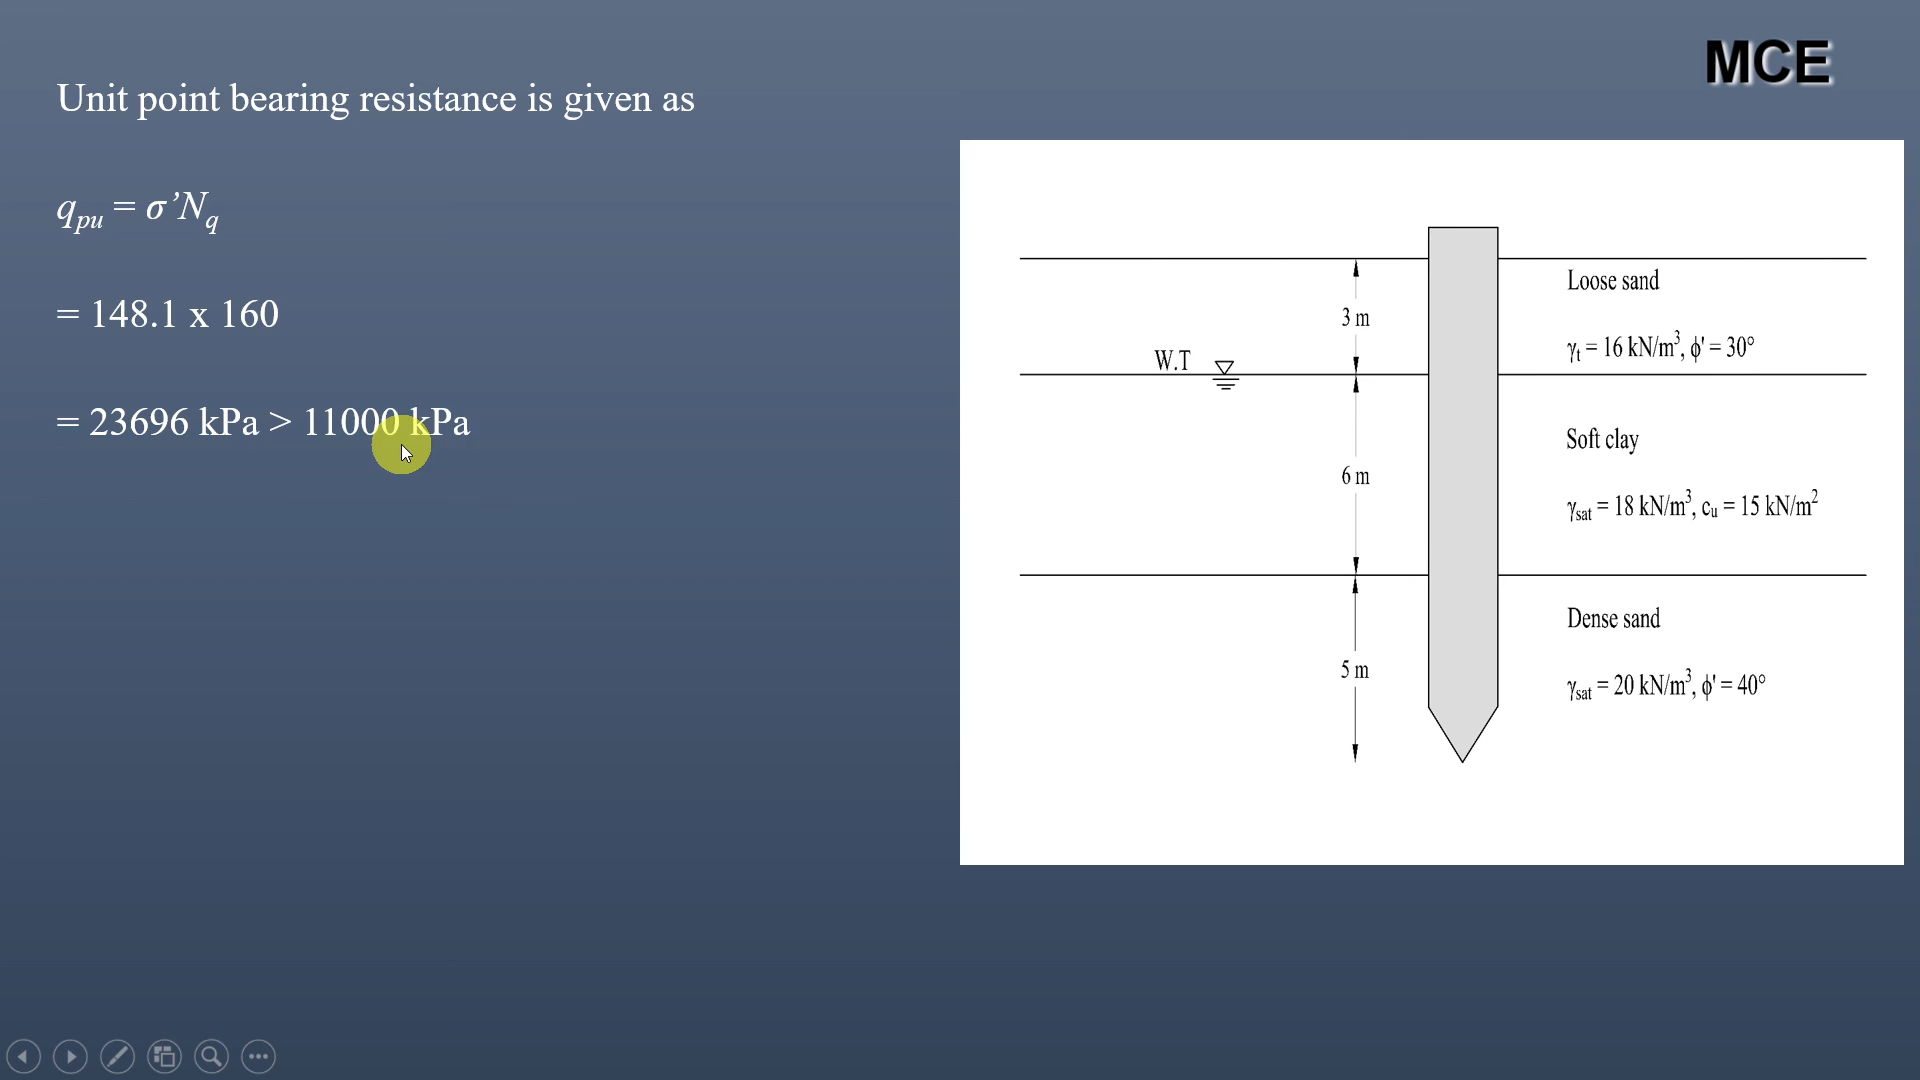 MCE
Unit point bearing resistance is given as
qpu = σ’Nq
= 148.1 x 160
= 23696 kPa > 11000 kPa
Loose sand
3 m
γt = 16 kN/m3, ϕ' = 30°
W.T
Soft clay
6 m
γsat = 18 kN/m3, cu = 15 kN/m2
Dense sand
5 m
γsat = 20 kN/m3, ϕ' = 40°